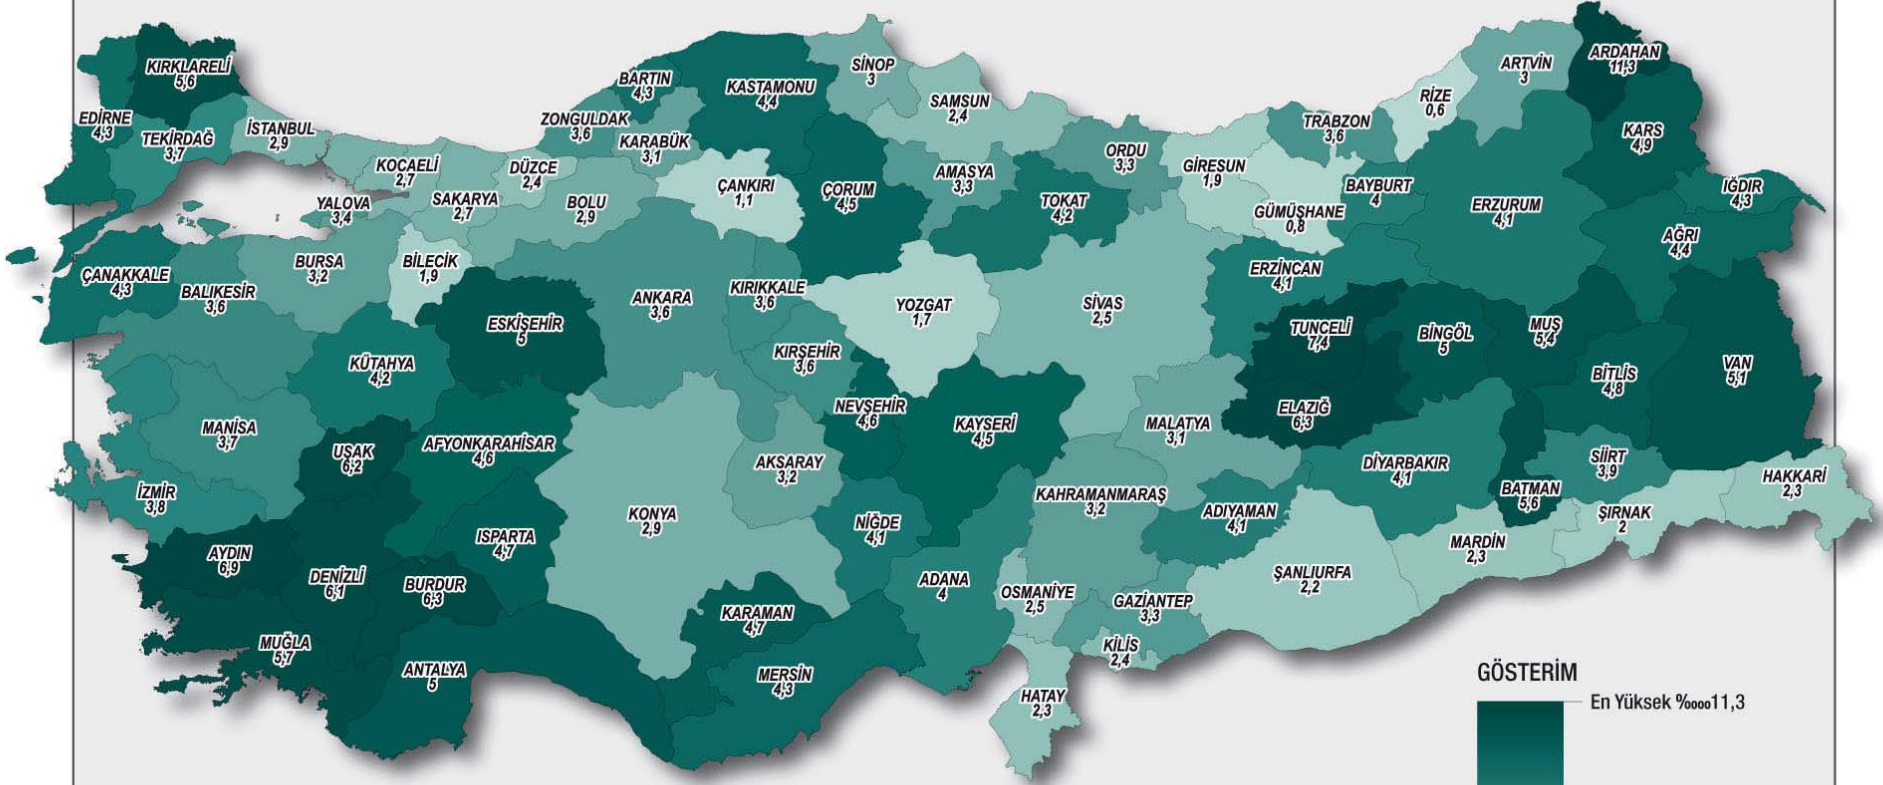 KIRKLARELİ
5,6
EDİRNE
4,3
TEKİRDAĞ
3,7
İSTANBUL
2,9
KOCAELİ
2,7
YALOVA
3,4
SAKARYA
2,7
DÜZCE
2,4
BOLU
2,9
ZONGULDAK
3,6
BARTIN
4,3
KARABÜK
3,1
KASTAMONU
4,4
SİNOP
3
SAMSUN
2,4
ÇANKIRI
1,1
ÇORUM
4,5
AMASYA
3,3
TOKAT
4,2
ORDU
3,3
GİRESUN
1,9
TRABZON
3,6
GÜMÜŞHANE
0,8
RİZE
0,6
BAYBURT
4
ARTVİN
3
ARDAHAN
11,3
KARS
4,9
IĞDIR
4,3
ERZURUM
4,1
AĞRI
4,4
ÇANAKKALE
4,3
BALIKESİR
3,6
BURSA
3,2
BİLECİK
1,9
ESKİŞEHİR
5
ANKARA
3,6
KIRIKKALE
3,6
YOZGAT
1,7
SİVAS
2,5
ERZİNCAN
4,1
TUNCELİ
7,4
BİNGÖL
5
MUŞ
5,4
BİTLİS
4,8
VAN
5,1
KÜTAHYA
4,2
KIRŞEHİR
3,6
NEVŞEHİR
4,6
KAYSERİ
4,5
MALATYA
3,1
ELAZIĞ
6,3
MANİSA
3,7
UŞAK
6,2
AFYONKARAHİSAR
4,6
AKSARAY
3,2
KAHRAMANMARAŞ
3,2
ADIYAMAN
4,1
DİYARBAKIR
4,1
BATMAN
5,6
SİİRT
3,9
ŞIRNAK
2
HAKKARİ
2,3
İZMİR
3,8
AYDIN
6,9
DENİZLİ
6,1
BURDUR
6,3
ISPARTA
4,7
KONYA
2,9
NİĞDE
4,1
ADANA
4
OSMANİYE
2,5
GAZİANTEP
3,3
KİLİS
2,4
ŞANLIURFA
2,2
MARDİN
2,3
MUĞLA
5,7
ANTALYA
5
KARAMAN
4,7
MERSİN
4,3
HATAY
2,3
GÖSTERİM
En Yüksek %0000 11,3